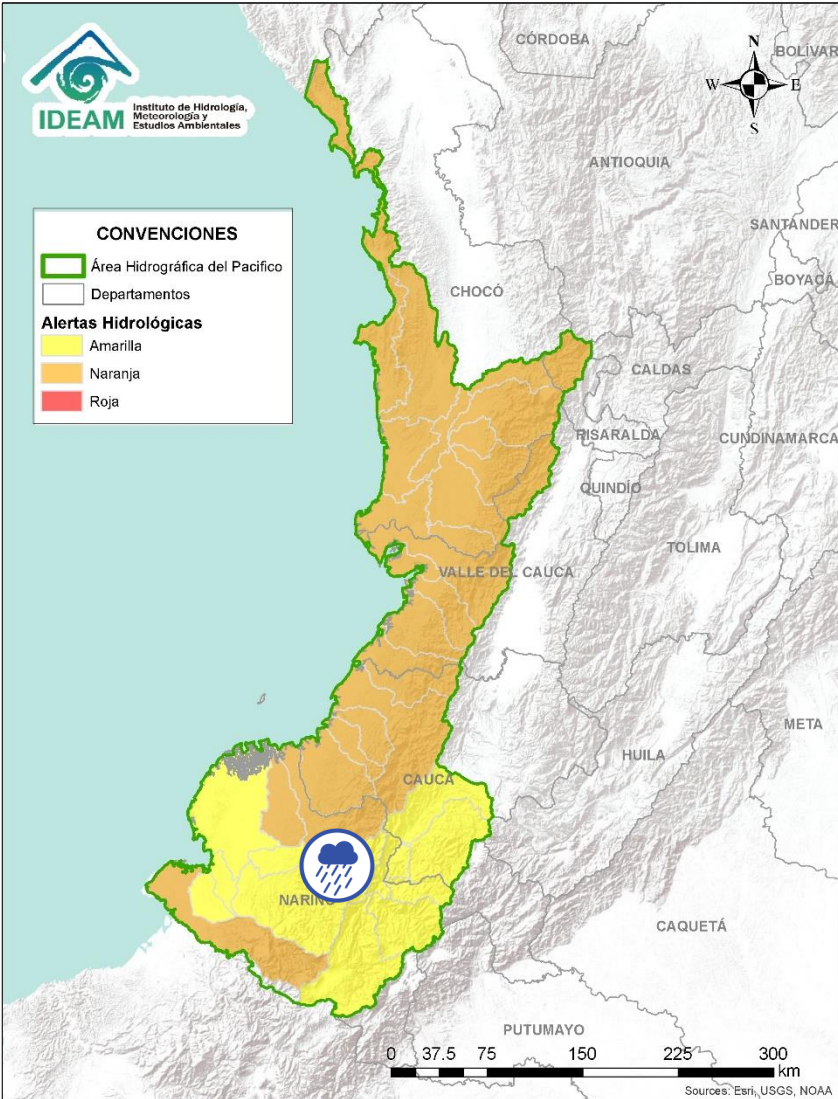 IDEAM
Instituto de Hidrología,
Meteorología y
Estudios Ambientales
CÓRDOBA
BOLÍVAR
N
W E
S
ANTIOQUIA
CONVENCIONES
Área Hidrográfica del Pacifico
Departamentos
Alertas Hidrológicas
Amarilla
Naranja
Roja
SANTANDER
BOYACÁ
CHOCÓ
CALDAS
RISARALDA
CUNDINAMARCA
QUINDÍO
TOLIMA
VALLE DEL CAUCA
META
HUILA
CAUCA
NARIÑO
CAQUETÁ
PUTUMAYO
0 37.5 75 150 225 300
km
Sources: Esri, USGS, NOAA